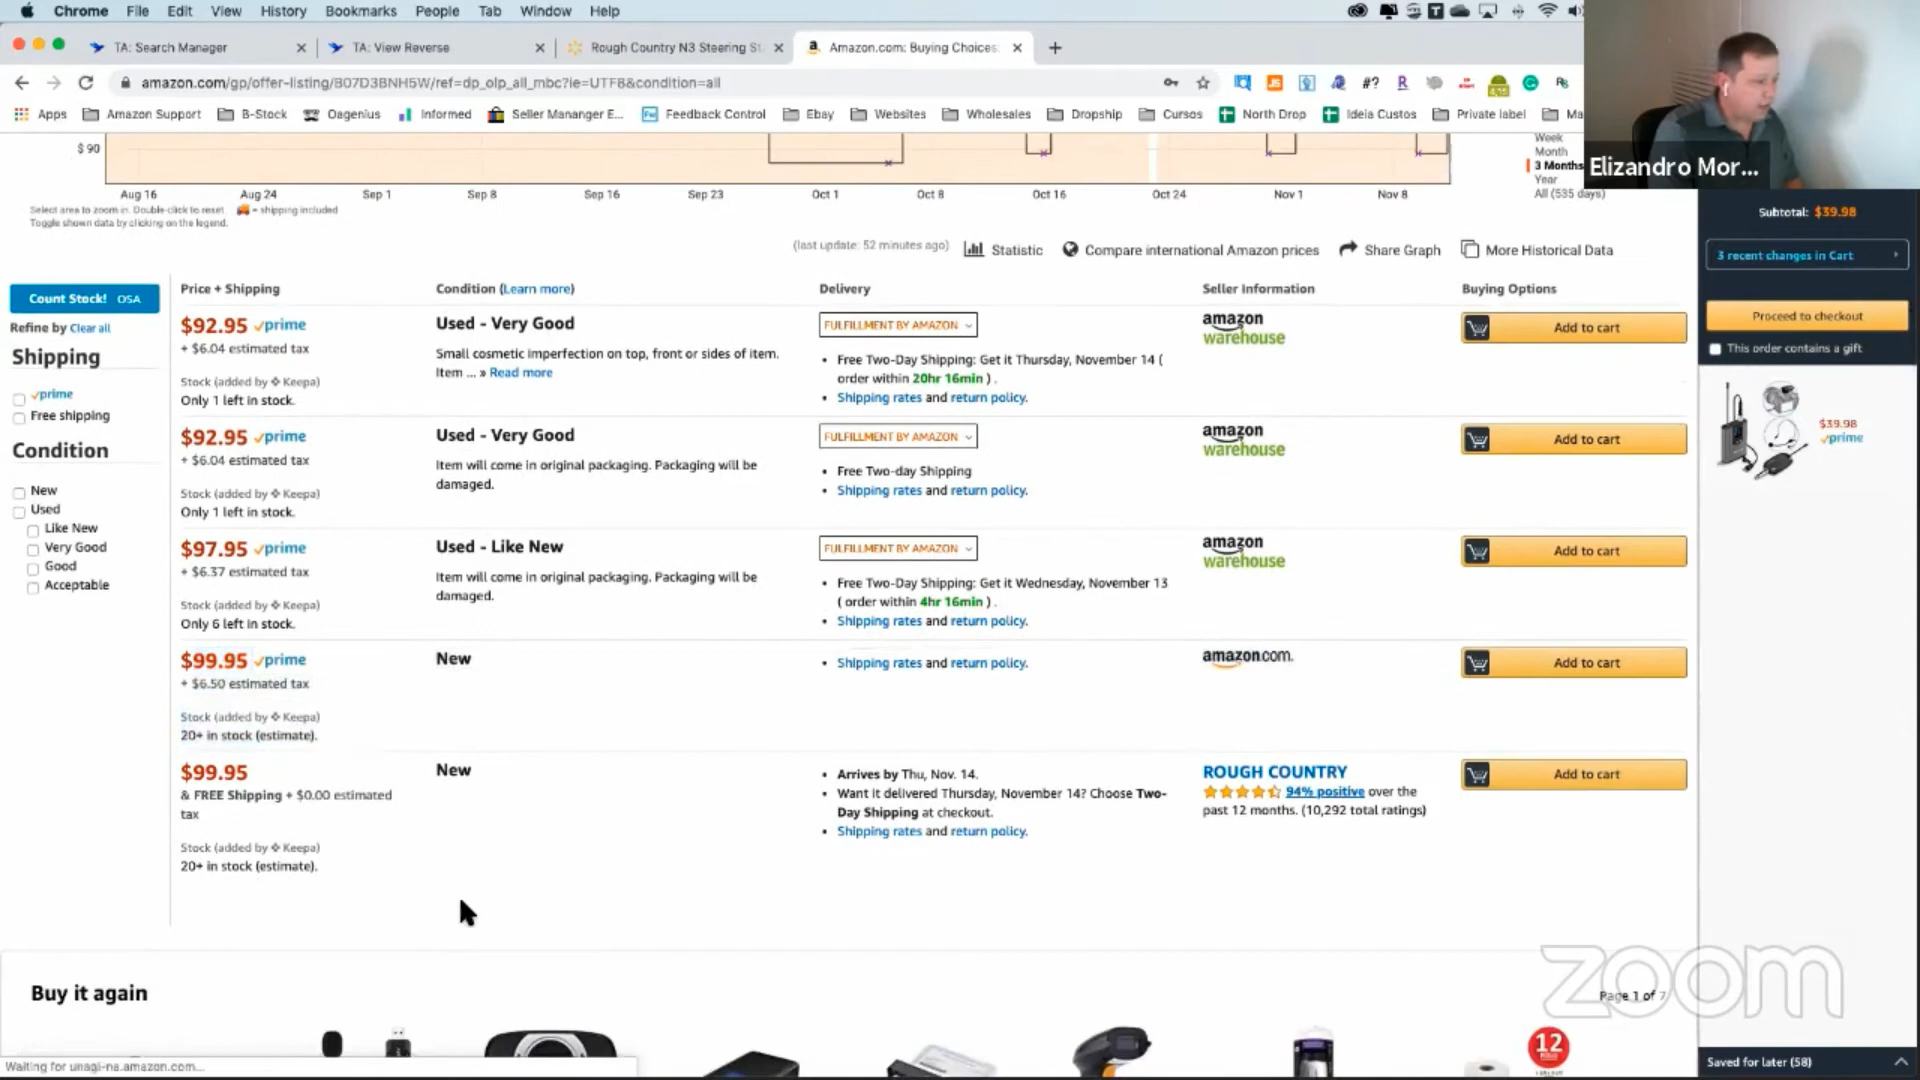 Chrome File Edit View History Bookmarks People Tab Window Help
TA: Search Manager
TA: View Reverse
Rough Country N3 Steering St
Amazon.com: Buying Choices:
amazon.com/gp/offer-listing/B07D3BNH5W/ref=dp_olp_all_mbc?ie=UTF8&condition=all
Apps Amazon Support B-Stock Oagenius Informed Seller Mananger E... Feedback Control Ebay Websites Wholesales Dropship Cursos North Drop Ideia Custos Private label Ma
Elizandro Mor...
$ 90
Aug 16 Aug 24 Sep 1 Sep 8 Sep 16 Sep 23 Oct 1 Oct 8 Oct 16 Oct 24 Nov 1 Nov 8
Week
Month
3 Months
Year
All (535 days)
Select area to zoom in. Double-click to reset. = shipping included
Toggle shown data by clicking on the legend.
(last update: 52 minutes ago) Statistic Compare international Amazon prices Share Graph More Historical Data
Subtotal: $39.98
3 recent changes in Cart
Proceed to checkout
This order contains a gift
$39.98
prime
Count Stock! OSA
Refine by Clear all
Shipping
prime
Free shipping
Condition
New
Used
Like New
Very Good
Good
Acceptable
Price + Shipping Condition (Learn more) Delivery Seller Information Buying Options
$92.95 prime
+ $6.04 estimated tax
Stock (added by Keepa)
Only 1 left in stock.
Used - Very Good
Small cosmetic imperfection on top, front or sides of item.
Item ... » Read more
FULFILLMENT BY AMAZON
Free Two-Day Shipping: Get it Thursday, November 14 (
order within 20hr 16min ) .
Shipping rates and return policy.
amazon
warehouse
Add to cart
$92.95 prime
+ $6.04 estimated tax
Stock (added by Keepa)
Only 1 left in stock.
Used - Very Good
Item will come in original packaging. Packaging will be
damaged.
FULFILLMENT BY AMAZON
Free Two-day Shipping
Shipping rates and return policy.
amazon
warehouse
Add to cart
$97.95 prime
+ $6.37 estimated tax
Stock (added by Keepa)
Only 6 left in stock.
Used - Like New
Item will come in original packaging. Packaging will be
damaged.
FULFILLMENT BY AMAZON
Free Two-Day Shipping: Get it Wednesday, November 13
( order within 4hr 16min ) .
Shipping rates and return policy.
amazon
warehouse
Add to cart
$99.95 prime
+ $6.50 estimated tax
Stock (added by Keepa)
20+ in stock (estimate).
New
Shipping rates and return policy.
amazon.com.
Add to cart
$99.95
& FREE Shipping + $0.00 estimated
tax
Stock (added by Keepa)
20+ in stock (estimate).
New
Arrives by Thu, Nov. 14.
Want it delivered Thursday, November 14? Choose Two-
Day Shipping at checkout.
Shipping rates and return policy.
ROUGH COUNTRY
94% positive over the
past 12 months. (10,292 total ratings)
Add to cart
zoom
Buy it again
Page 1 of 7
12
Waiting for unagi-na.amazon.com...
Saved for later (58)